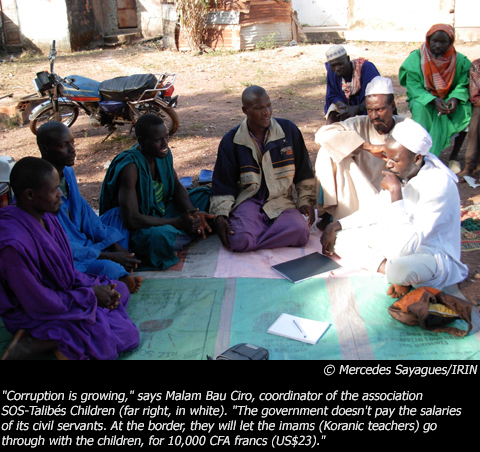 © Mercedes Sayagues/IRIN
"Corruption is growing," says Malam Bau Ciro, coordinator of the association
SOS-Talibés Children (far right, in white). "The government doesn't pay the salaries
of its civil servants. At the border, they will let the imams (Koranic teachers) go
through with the children, for 10,000 CFA francs (US$23)."